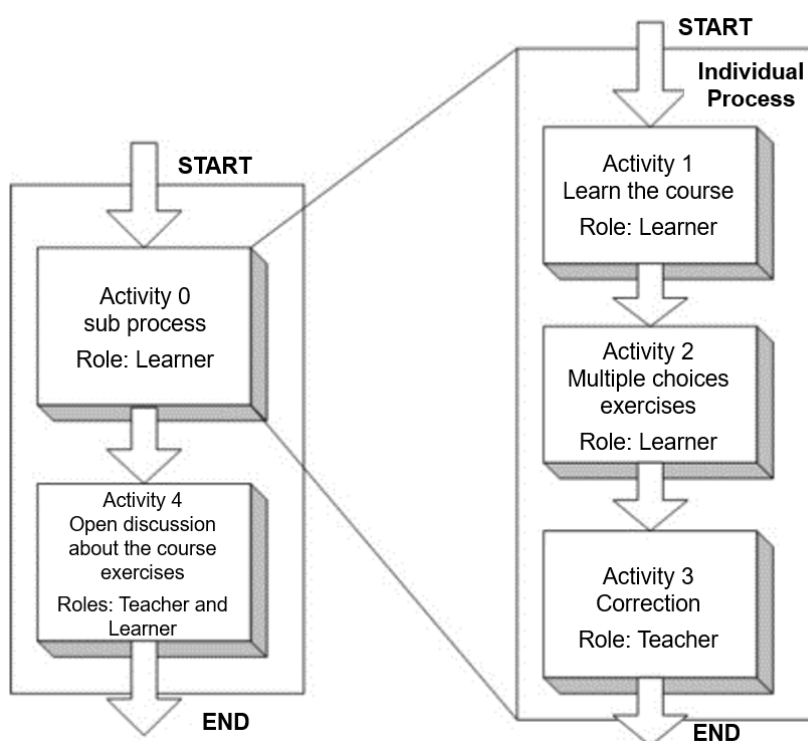 START
Activity 0
sub process
Role: Learner
Activity 4
Open discussion
about the course
exercises
Roles: Teacher and
Learner
END
START
Individual
Process
Activity 1
Learn the course
Role: Learner
Activity 2
Multiple choices
exercises
Role: Learner
Activity 3
Correction
Role: Teacher
END